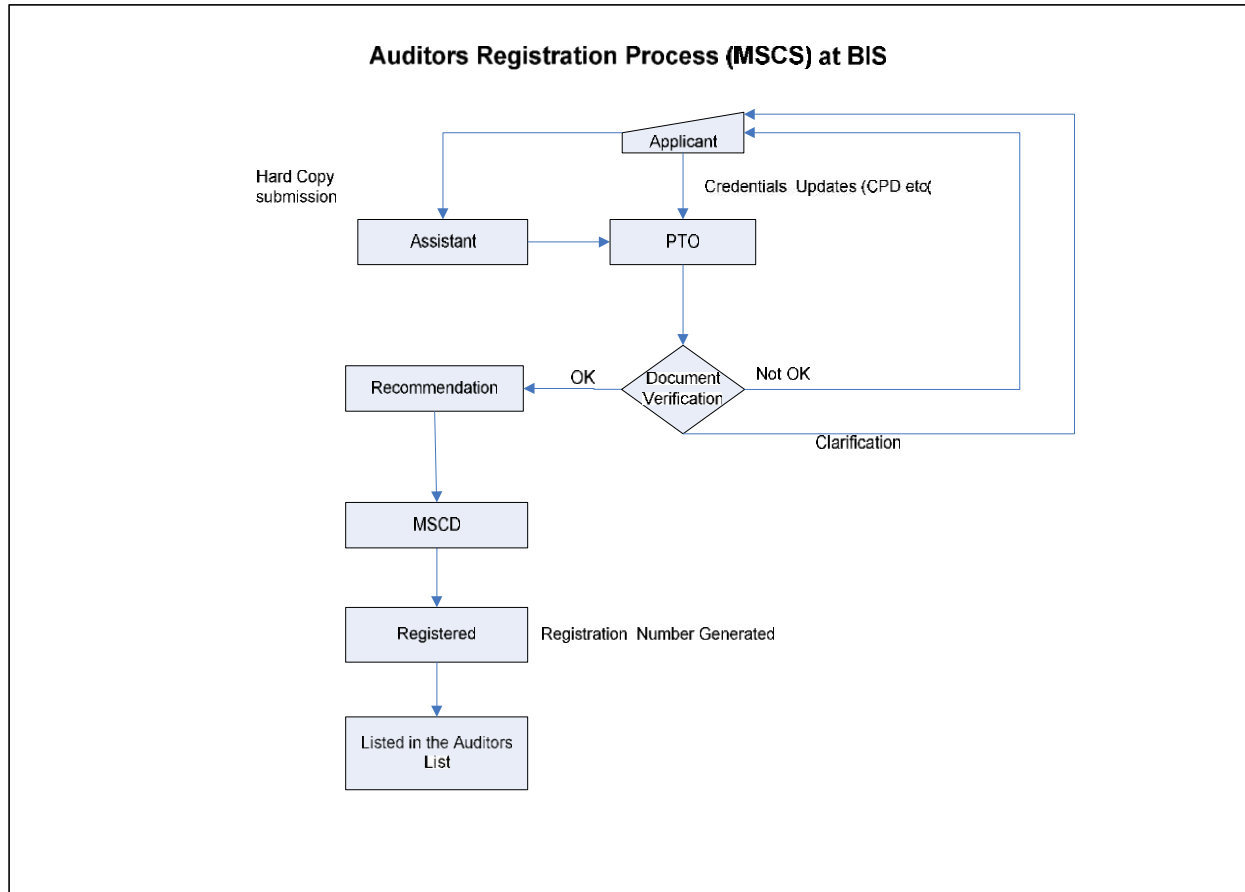 Auditors Registration Process (MSCS) at BIS
Applicant
Hard Copy
submission
Credentials Updates (CPD etc(
Assistant
PTO
Recommendation
OK
Document
Verification
Not OK
Clarification
MSCD
Registered
Registration Number Generated
Listed in the Auditors
List